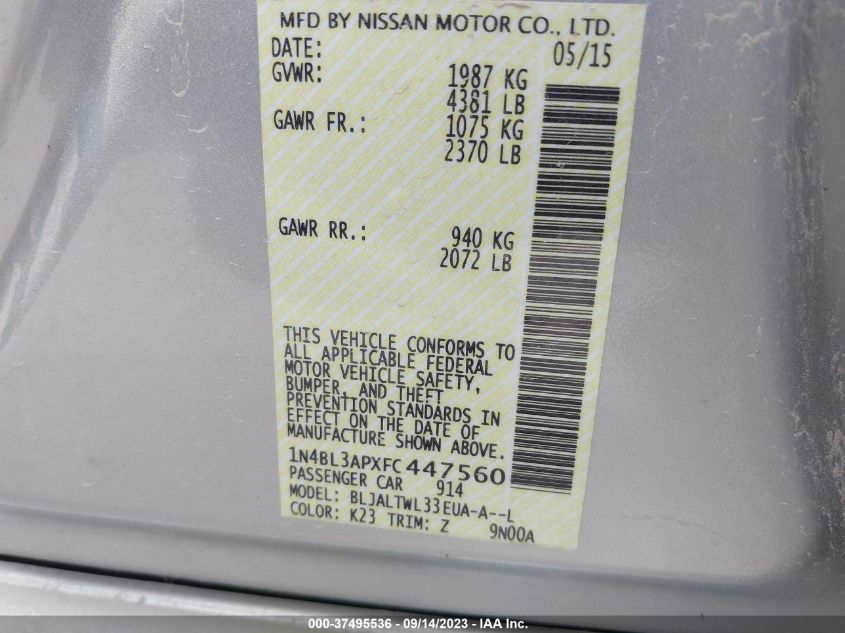 MFD BY NISSAN MOTOR CO., LTD.
DATE: 05/15
GVWR: 1987 KG
4381 LB
GAWR FR.: 1075 KG
2370 LB
GAWR RR.: 940 KG
2072 LB
THIS VEHICLE CONFORMS TO
ALL APPLICABLE FEDERAL
MOTOR VEHICLE SAFETY,
BUMPER, AND THEFT
PREVENTION STANDARDS IN
EFFECT ON THE DATE OF
MANUFACTURE SHOWN ABOVE.
1N4BL3APXFC447560
PASSENGER CAR 914
MODEL: BLJALTWL33EUA-A--L
COLOR: K23 TRIM: Z 9N00A
000-37495536 - 09/14/2023 - IAA Inc.